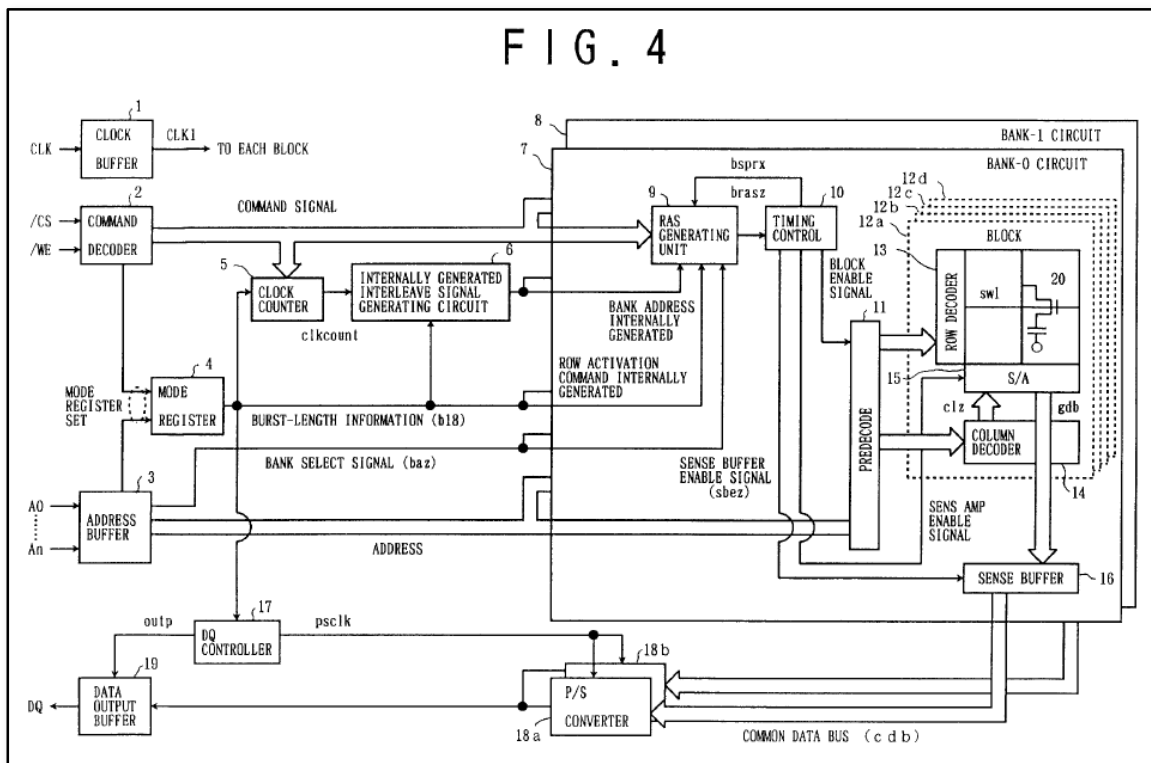 FIG. 4
1
CLK
CLOCK
BUFFER
CLK1
TO EACH BLOCK
2
/CS
/WE
COMMAND
DECODER
COMMAND SIGNAL
5
CLOCK
COUNTER
clkcount
6
INTERNALLY GENERATED
INTERLEAVE SIGNAL
GENERATING CIRCUIT
MODE
REGISTER
SET
4
MODE
REGISTER
BURST-LENGTH INFORMATION (bl8)
BANK SELECT SIGNAL (baz)
3
A0
An
ADDRESS
BUFFER
ADDRESS
8
BANK-1 CIRCUIT
7
BANK-0 CIRCUIT
bsprx
brasz
9
RAS
GENERATING
UNIT
10
TIMING
CONTROL
BLOCK
ENABLE
SIGNAL
BANK ADDRESS
INTERNALLY
GENERATED
ROW ACTIVATION
COMMAND INTERNALLY
GENERATED
SENSE BUFFER
ENABLE SIGNAL
(sbez)
11
PREDECODE
12d
12c
12b
12a
BLOCK
13
ROW DECODER
swl
20
15
S/A
clz
gdb
COLUMN
DECODER
14
SENS AMP
ENABLE
SIGNAL
SENSE BUFFER
16
17
outp
DQ
CONTROLLER
psclk
19
DQ
DATA
OUTPUT
BUFFER
18b
P/S
CONVERTER
18a
COMMON DATA BUS (cdb)